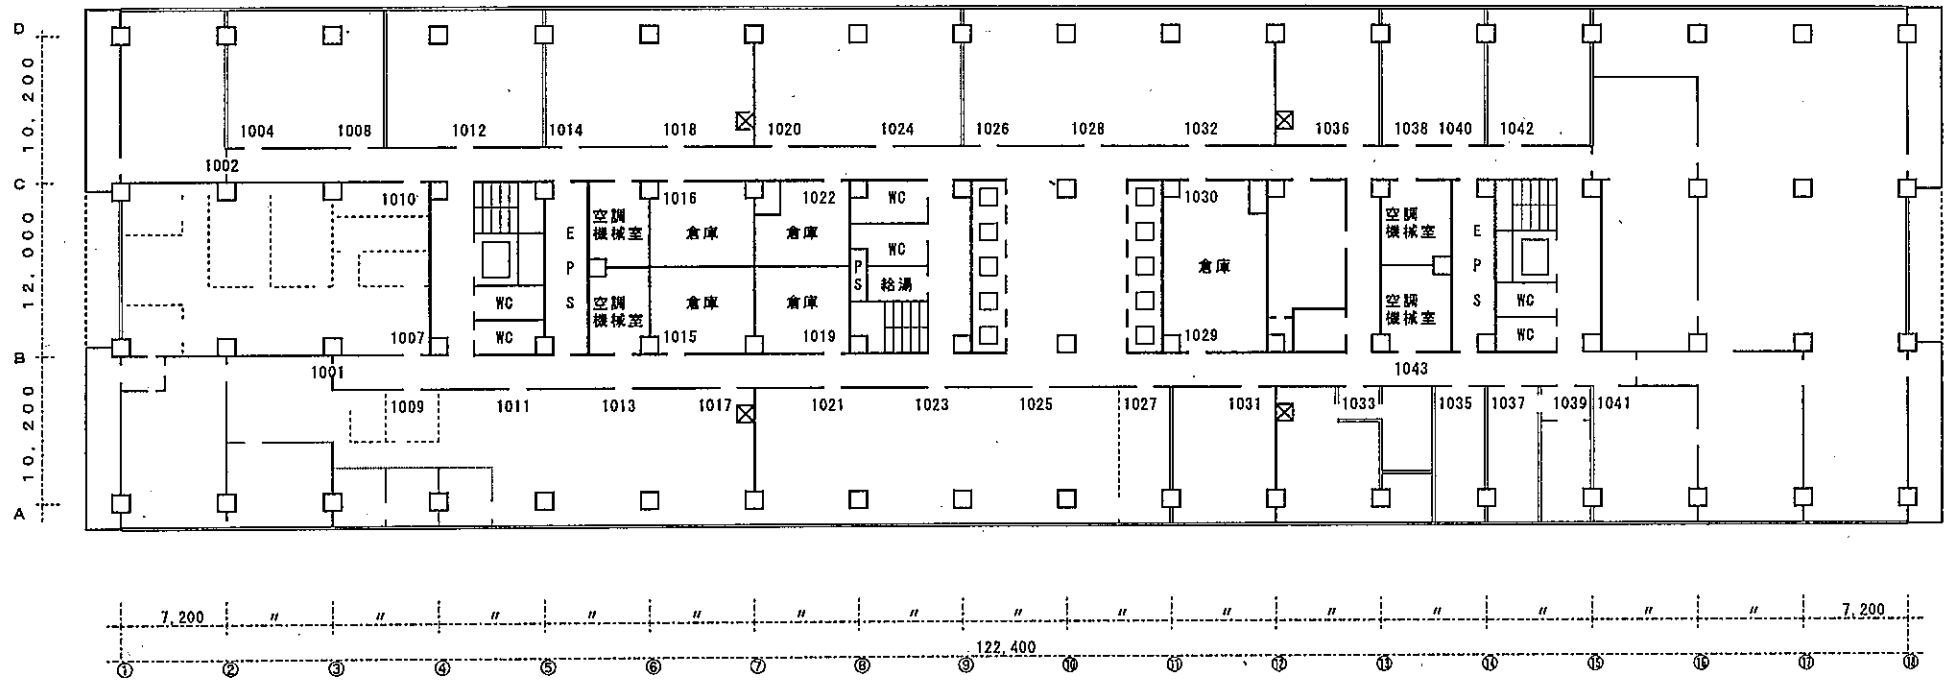 D
10,200
1004 1008 1012 1014 1018 1020 1024 1026 1028 1032 1036 1038 1040 1042
1002
C
1010 1016 1022 WC 1030
空調
機械室
倉庫
倉庫
空調
機械室
E
P
S
WC
P
S
給湯
倉庫
E
P
S
12,000
WC
空調
機械室
倉庫
倉庫
空調
機械室
WC
WC
WC
1007 1015 1019 1029
B
1001 1043
1009 1011 1013 1017 1021 1023 1025 1027 1031 1033 1035 1037 1039 1041
10,200
A
7,200 〃 〃 〃 〃 〃 〃 〃 〃 〃 〃 〃 〃 〃 〃 〃 7,200
122,400
① ② ③ ④ ⑤ ⑥ ⑦ ⑧ ⑨ ⑩ ⑪ ⑫ ⑬ ⑭ ⑮ ⑯ ⑰ ⑱